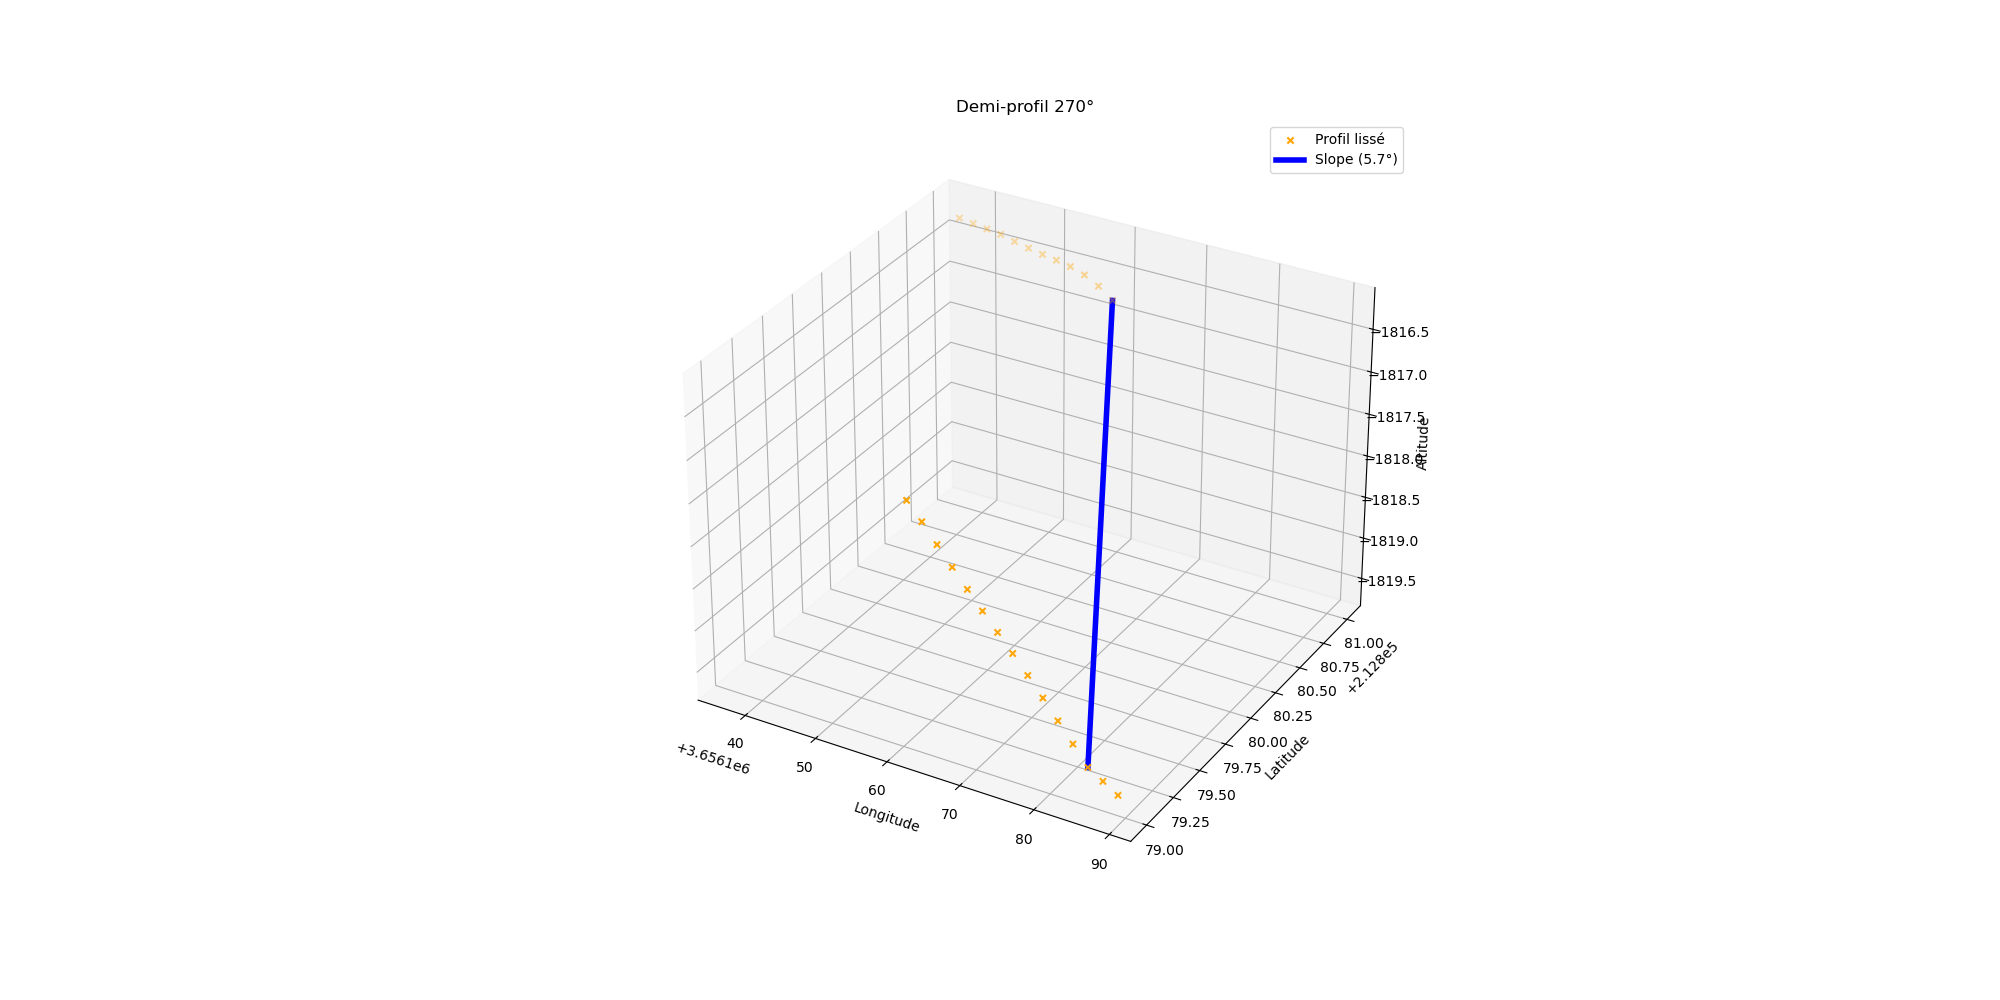 Demi-profil 270°
Profil lissé
Slope (5.7°)
−1816.5
−1817.0
−1817.5
−1818.0
−1818.5
−1819.0
−1819.5
Altitude
81.00
80.75
80.50
80.25
80.00
79.75
79.50
79.25
79.00
+2.128e5
Latitude
40
50
60
70
80
90
+3.6561e6
Longitude